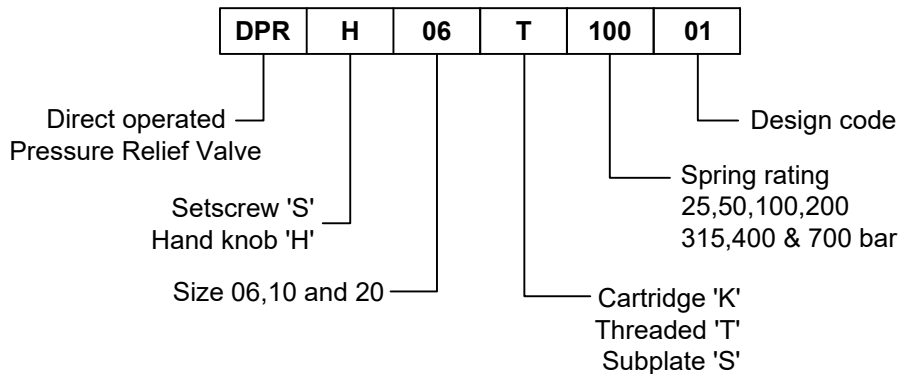 DPR H 06 T 100 01
Direct operated
Pressure Relief Valve
Design code
Setscrew 'S'
Hand knob 'H'
Spring rating
25,50,100,200
315,400 & 700 bar
Size 06,10 and 20
Cartridge 'K'
Threaded 'T'
Subplate 'S'